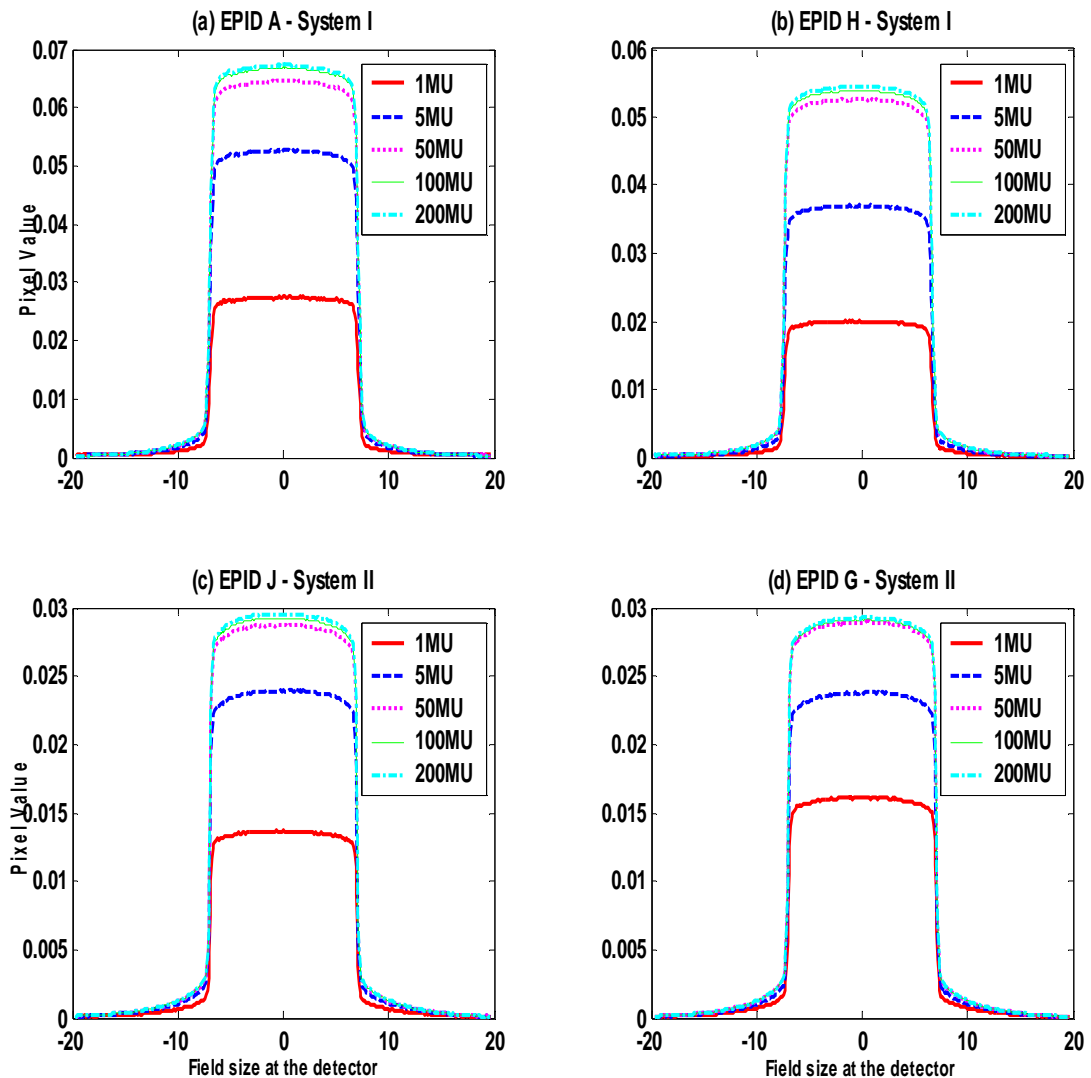 (a) EPID A - System I
0.07
0.06
0.05
0.04
0.03
0.02
0.01
0
Pixel Value
-20
-10
0
10
20
1MU
5MU
50MU
100MU
200MU
(b) EPID H - System I
0.06
0.05
0.04
0.03
0.02
0.01
0
-20
-10
0
10
20
1MU
5MU
50MU
100MU
200MU
(c) EPID J - System II
0.03
0.025
0.02
0.015
0.01
0.005
0
Pixel Value
-20
-10
0
10
20
Field size at the detector
1MU
5MU
50MU
100MU
200MU
(d) EPID G - System II
0.03
0.025
0.02
0.015
0.01
0.005
0
-20
-10
0
10
20
Field size at the detector
1MU
5MU
50MU
100MU
200MU